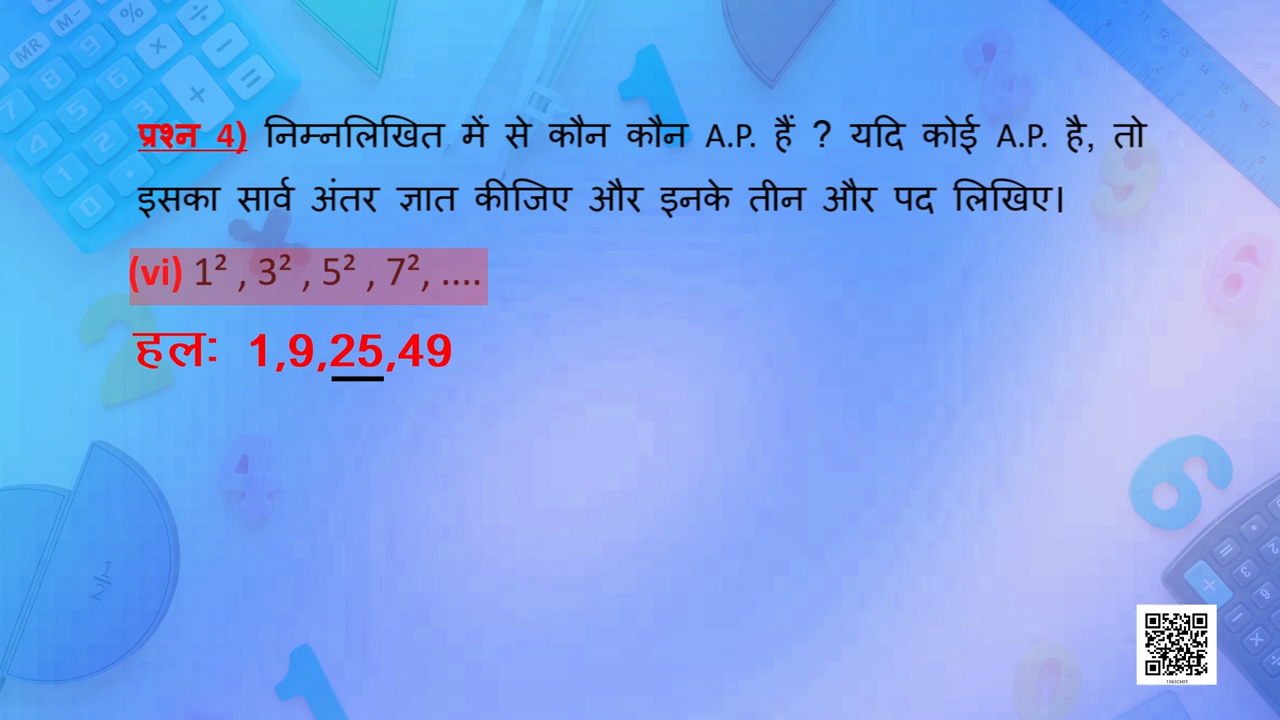 प्रश्न 4) निम्नलिखित में से कौन कौन A.P. हैं ? यदि कोई A.P. है, तो
इसका सार्व अंतर ज्ञात कीजिए और इनके तीन और पद लिखिए।
(vi) 1² , 3² , 5² , 7², ....
हलः 1,9,25,49